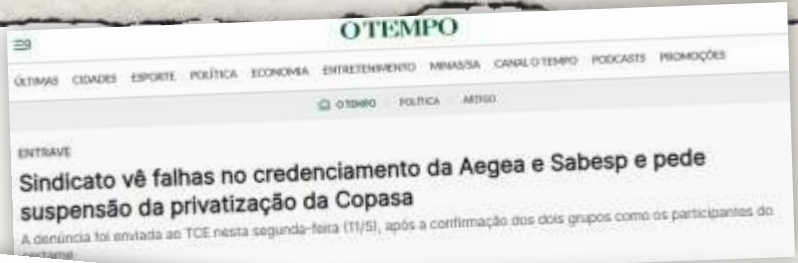 O TEMPO
ÚLTIMAS CIDADES ESPORTE POLÍTICA ECONOMIA ENTRETENIMENTO MINAS S/A CANAL O TEMPO PODCASTS PROMOÇÕES
O TEMPO POLÍTICA ARTIGO
ENTRAVE
Sindicato vê falhas no credenciamento da Aegea e Sabesp e pede
suspensão da privatização da Copasa
A denúncia foi enviada ao TCE nesta segunda-feira (11/5), após a confirmação dos dois grupos como os participantes do
certame